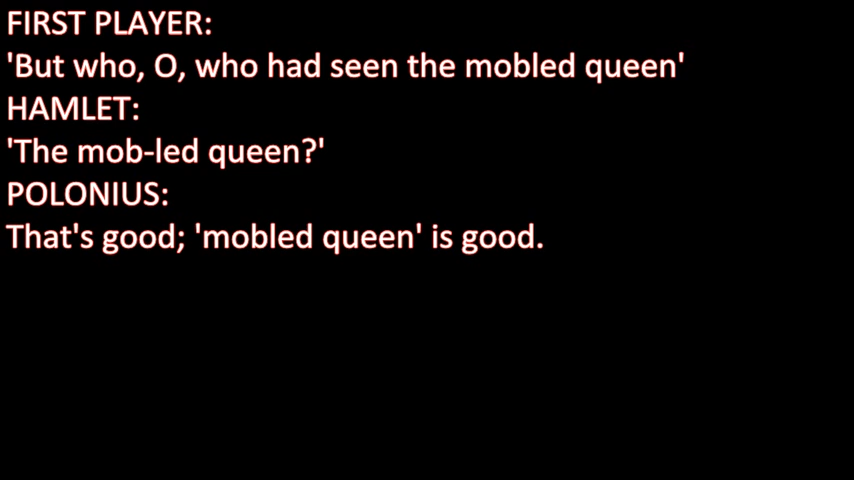 FIRST PLAYER:
'But who, O, who had seen the mobled queen'
HAMLET:
'The mob-led queen?'
POLONIUS:
That's good; 'mobled queen' is good.